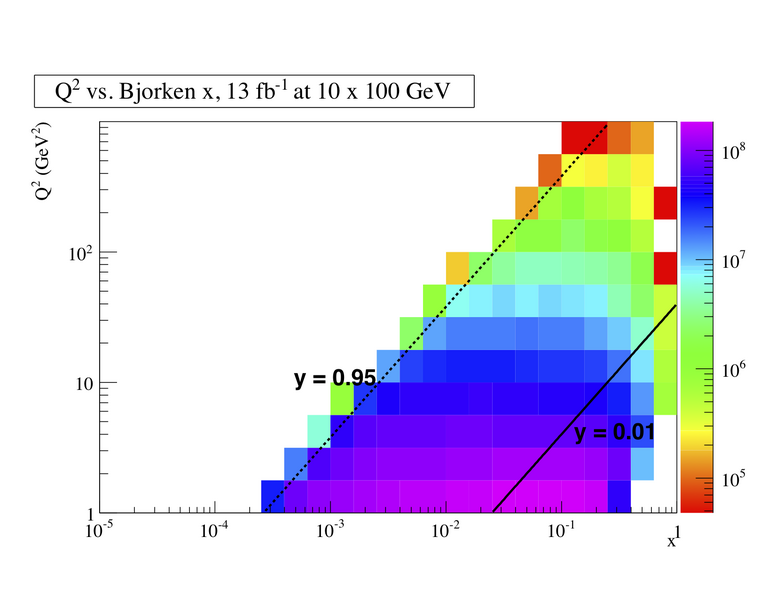 Q² vs. Bjorken x, 13 fb⁻¹ at 10 x 100 GeV
Q² (GeV²)
10²
10
1
y = 0.95
y = 0.01
10⁻⁵ 10⁻⁴ 10⁻³ 10⁻² 10⁻¹ 1
x
10⁸
10⁷
10⁶
10⁵